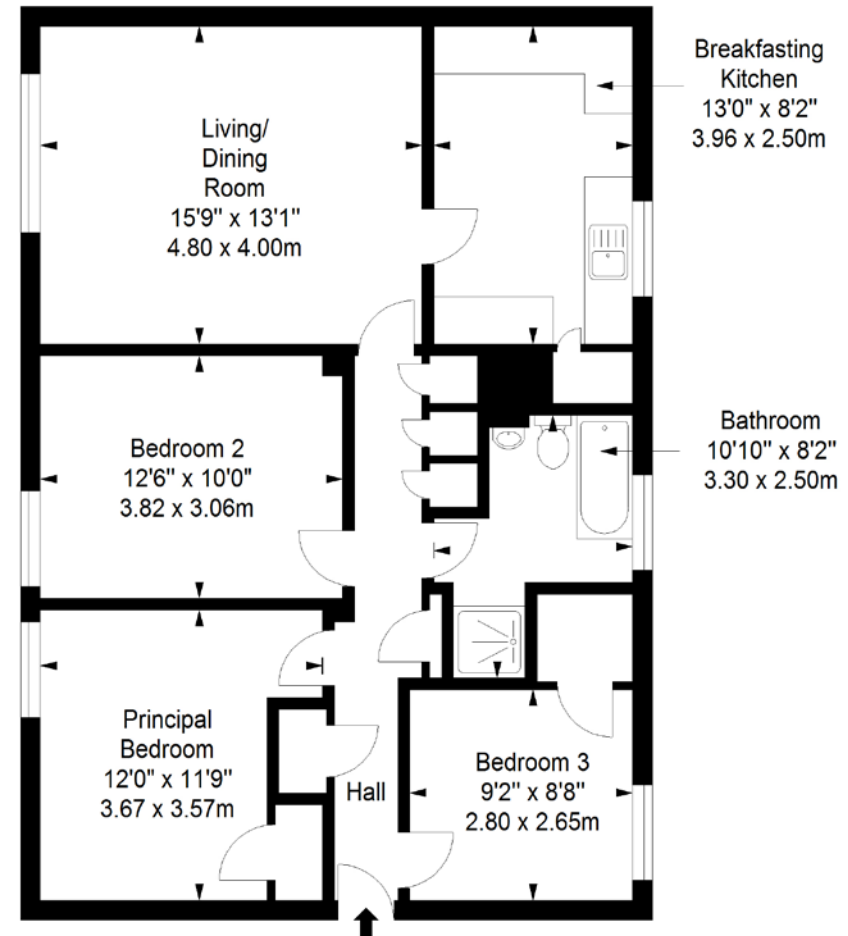 Living/
Dining
Room
15'9" x 13'1"
4.80 x 4.00m
Breakfasting
Kitchen
13'0" x 8'2"
3.96 x 2.50m
Bedroom 2
12'6" x 10'0"
3.82 x 3.06m
Bathroom
10'10" x 8'2"
3.30 x 2.50m
Principal
Bedroom
12'0" x 11'9"
3.67 x 3.57m
Hall
Bedroom 3
9'2" x 8'8"
2.80 x 2.65m